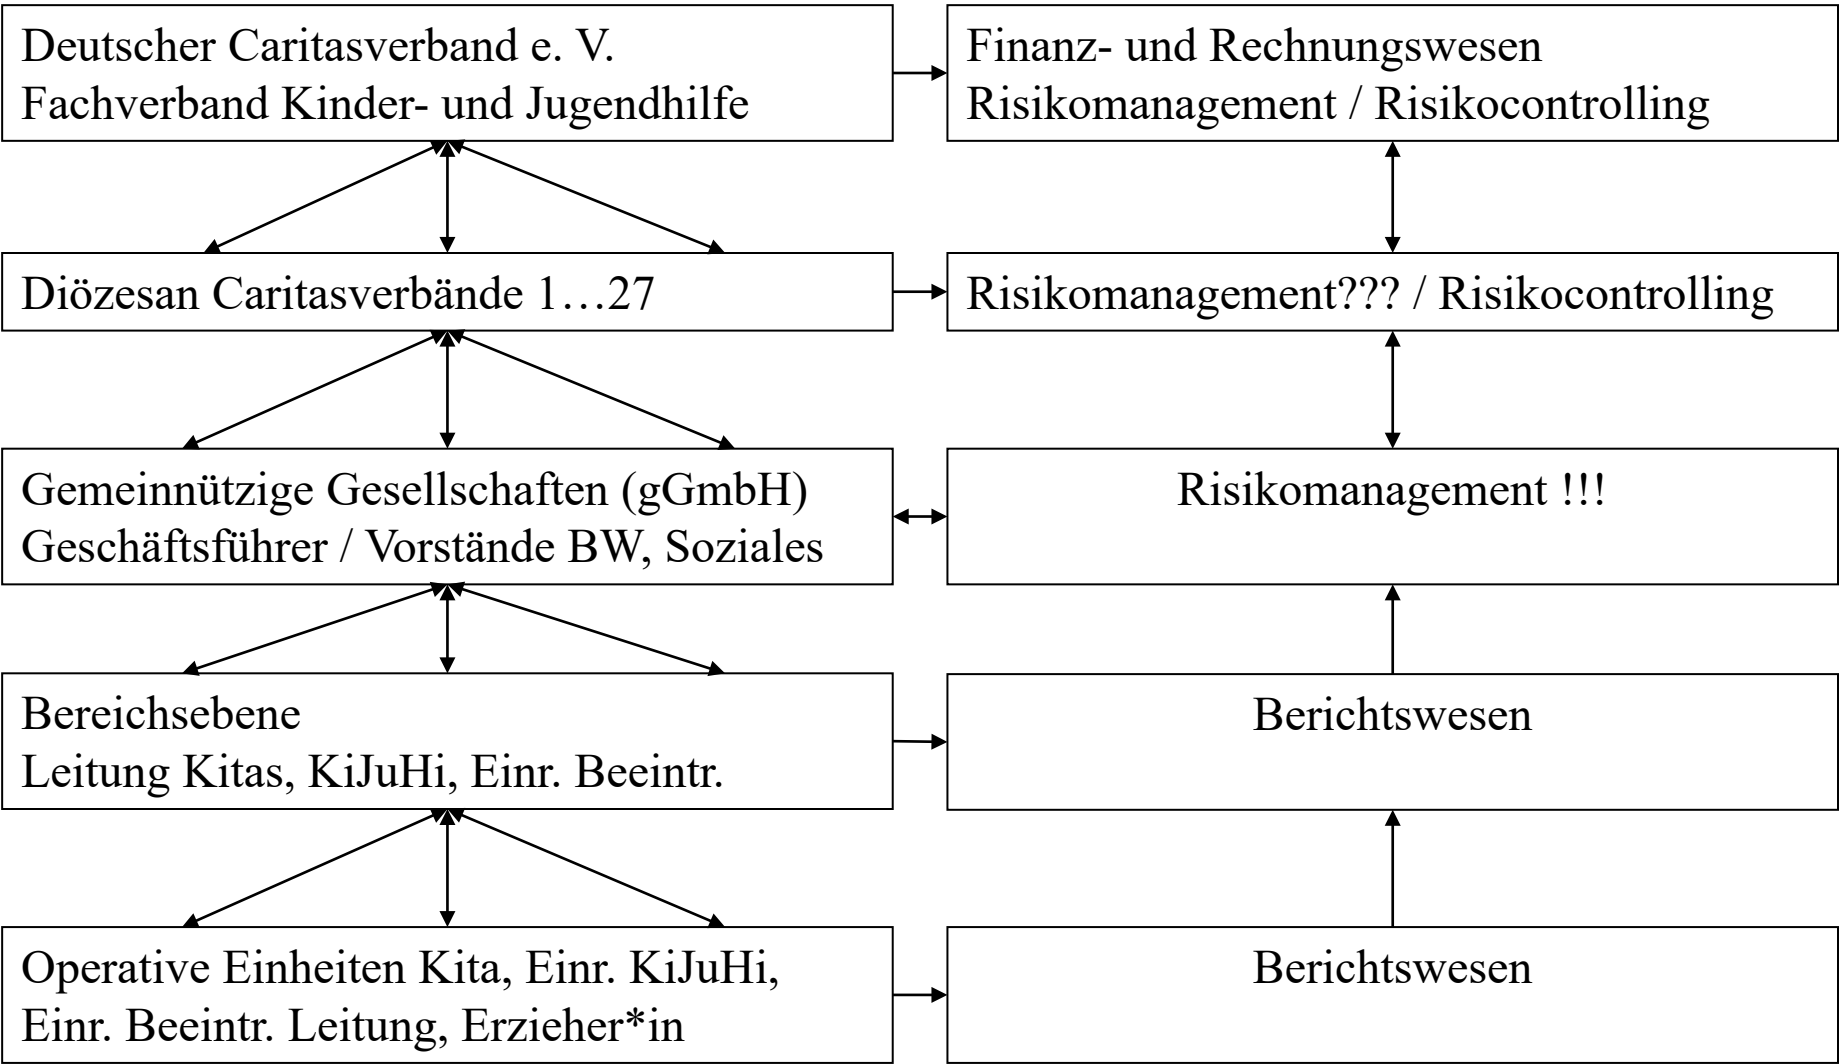 Deutscher Caritasverband e. V.
Fachverband Kinder- und Jugendhilfe
Finanz- und Rechnungswesen
Risikomanagement / Risikocontrolling
Diözesan Caritasverbände 1…27
Risikomanagement??? / Risikocontrolling
Gemeinnützige Gesellschaften (gGmbH)
Geschäftsführer / Vorstände BW, Soziales
Risikomanagement !!!
Bereichsebene
Leitung Kitas, KiJuHi, Einr. Beeintr.
Berichtswesen
Operative Einheiten Kita, Einr. KiJuHi,
Einr. Beeintr. Leitung, Erzieher*in
Berichtswesen